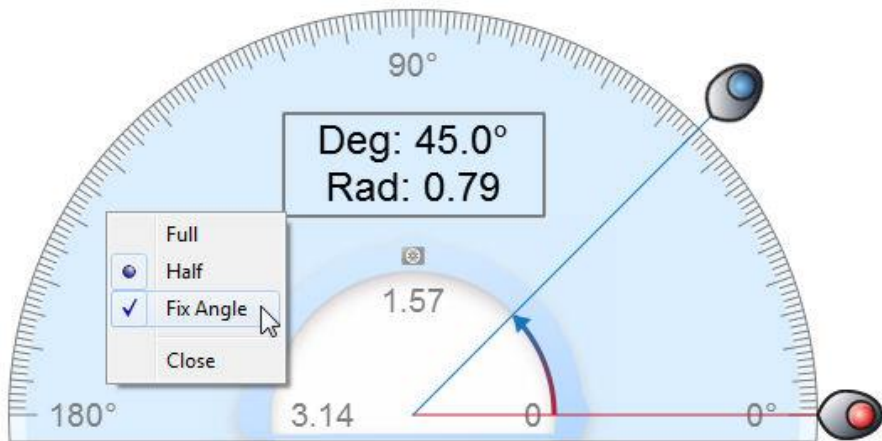 90°
Deg: 45.0°
Rad: 0.79
Full
Half
Fix Angle
Close
1.57
180°
3.14
0
0°